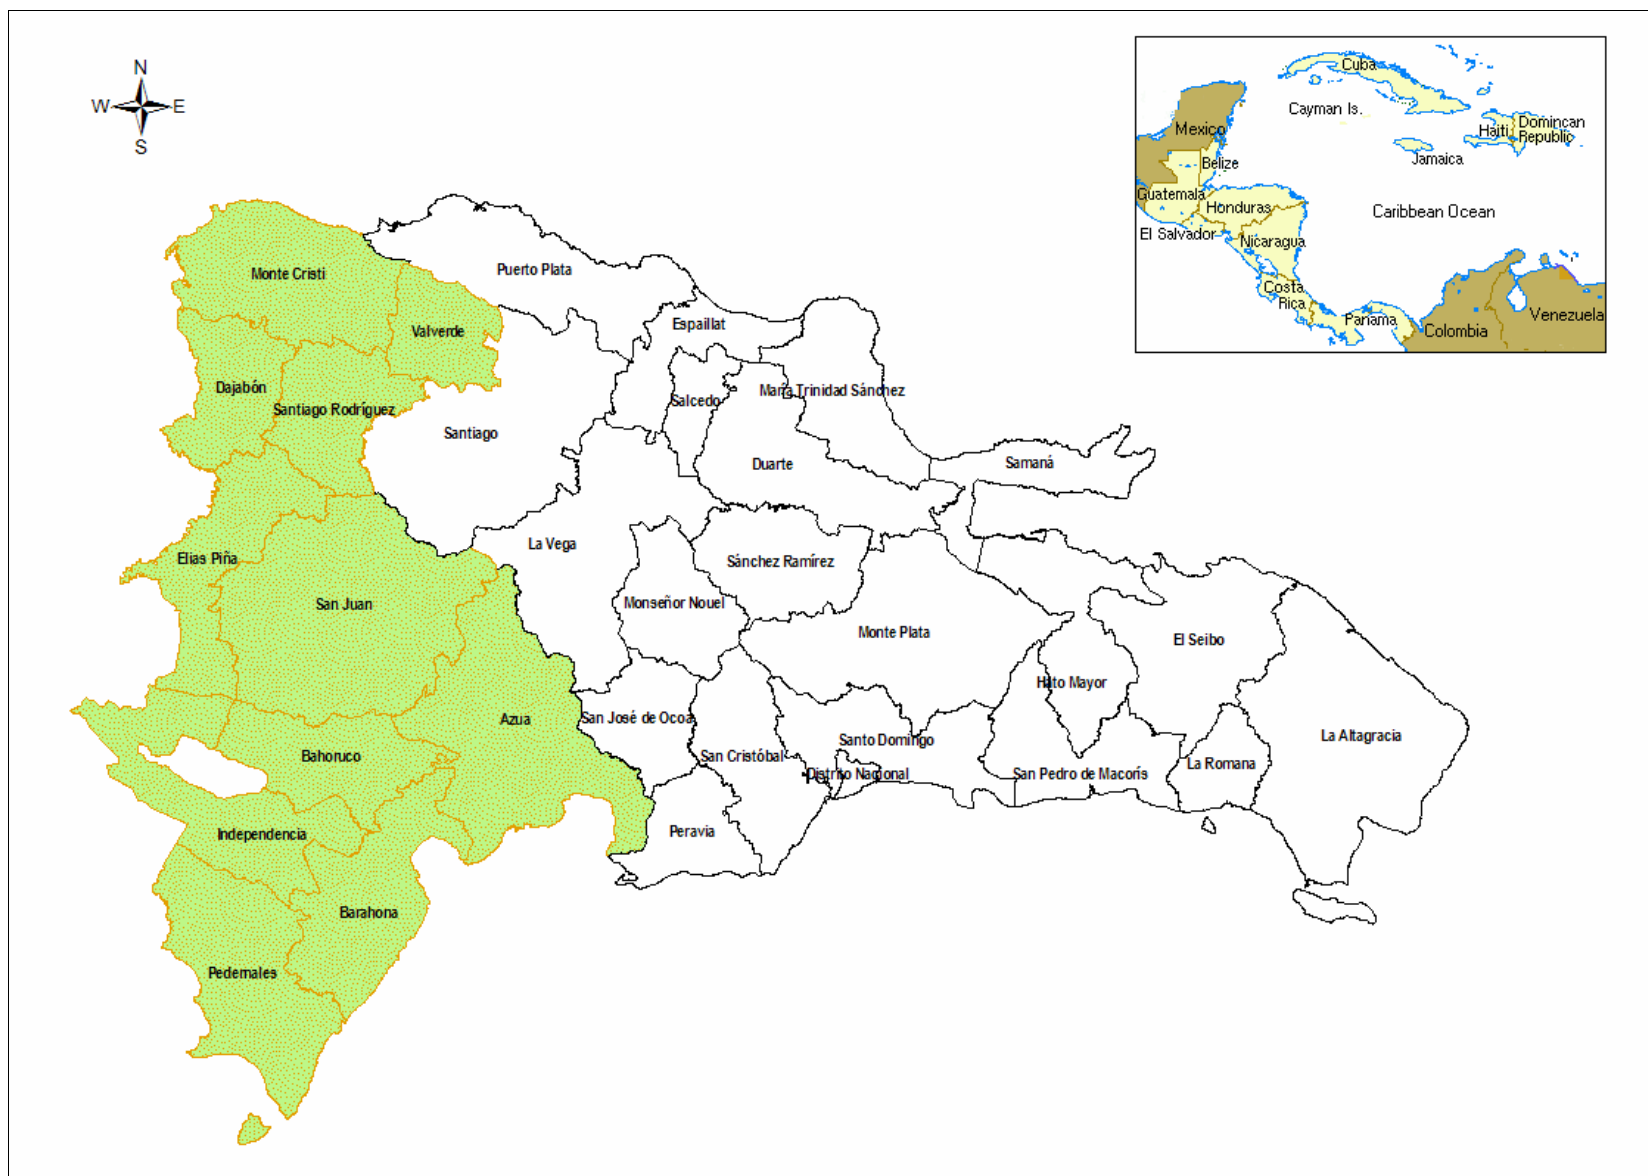 N
W E
S
Cuba
Cayman Is.
Mexico
Haiti
Domincan
Republic
Belize
Jamaica
Guatemala
Honduras
Caribbean Ocean
El Salvador
Nicaragua
Costa
Rica
Panama
Colombia
Venezuela
Monte Cristi
Puerto Plata
Valverde
Espaillat
Dajabón
Santiago Rodríguez
Salcedo
María Trinidad Sánchez
Santiago
Duarte
Samaná
Elias Piña
La Vega
Sánchez Ramírez
San Juan
Monseñor Nouel
Monte Plata
El Seibo
Hato Mayor
Azua
San José de Ocoa
Bahoruco
San Cristóbal
Santo Domingo
Distrito Nacional
San Pedro de Macorís
La Romana
La Altagracia
Independencia
Peravia
Barahona
Pedernales